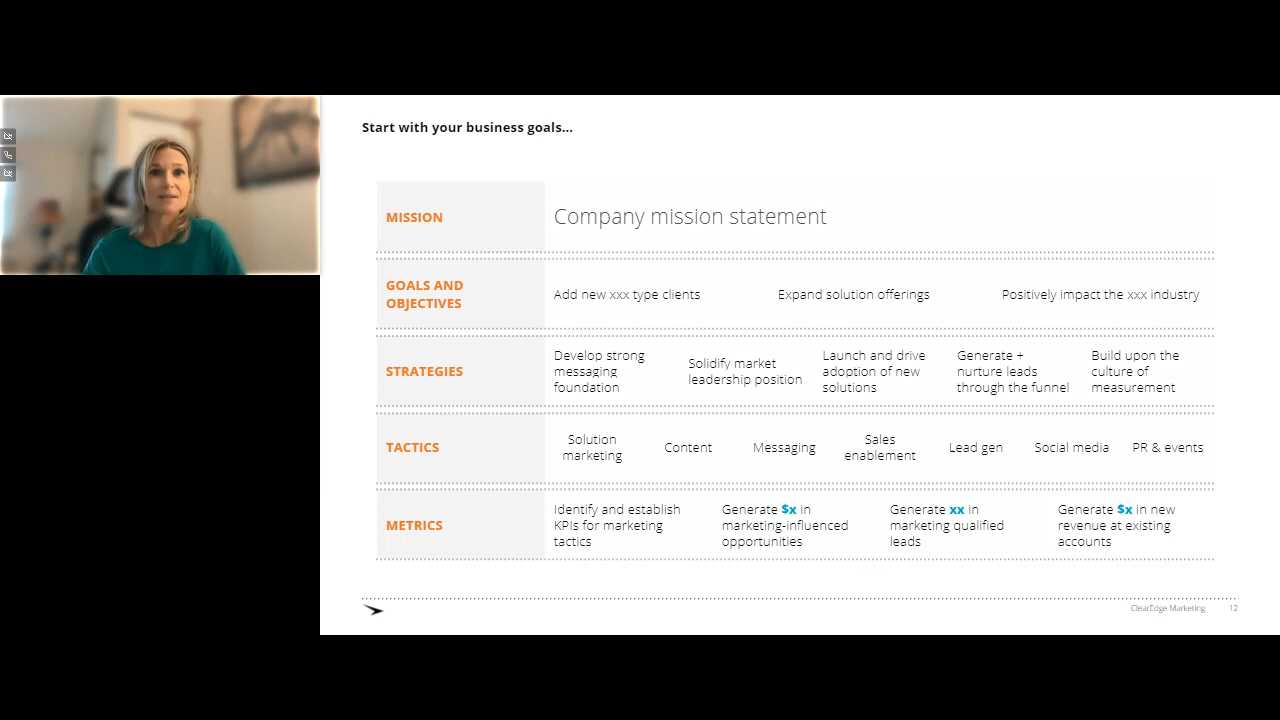 Start with your business goals...
MISSION
Company mission statement
GOALS AND
OBJECTIVES
Add new xxx type clients
Expand solution offerings
Positively impact the xxx industry
STRATEGIES
Develop strong
messaging
foundation
Solidify market
leadership position
Launch and drive
adoption of new
solutions
Generate +
nurture leads
through the funnel
Build upon the
culture of
measurement
TACTICS
Solution
marketing
Content
Messaging
Sales
enablement
Lead gen
Social media
PR & events
METRICS
Identify and establish
KPIs for marketing
tactics
Generate $x in
marketing-influenced
opportunities
Generate xx in
marketing qualified
leads
Generate $x in new
revenue at existing
accounts
ClearEdge Marketing
12